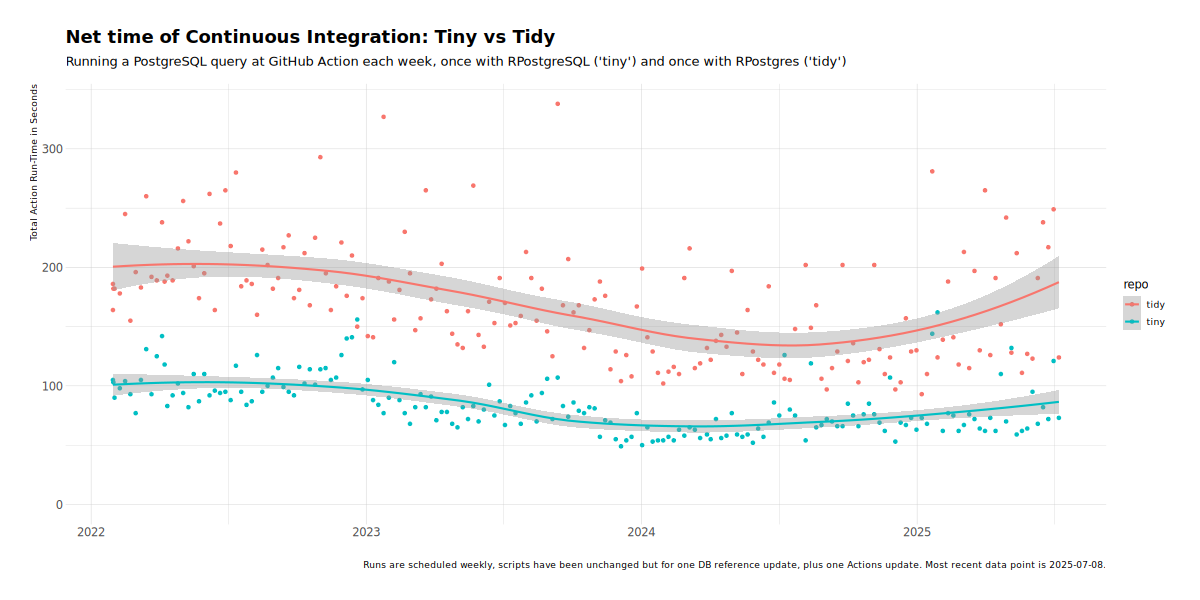 Net time of Continuous Integration: Tiny vs Tidy
Running a PostgreSQL query at GitHub Action each week, once with RPostgreSQL ('tiny') and once with RPostgres ('tidy')
Total Action Run-Time in Seconds
300
200
100
0
2022
2023
2024
2025
repo
tidy
tiny
Runs are scheduled weekly, scripts have been unchanged but for one DB reference update, plus one Actions update. Most recent data point is 2025-07-08.